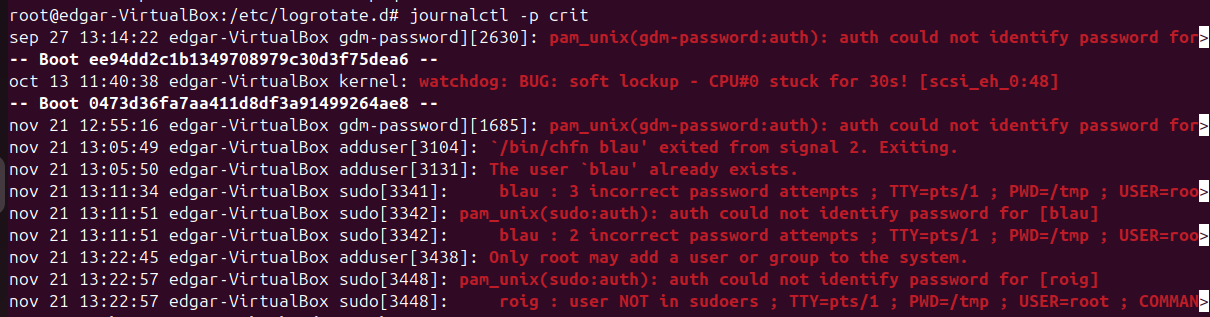 root@edgar-VirtualBox:/etc/logrotate.d# journalctl -p crit
sep 27 13:14:22 edgar-VirtualBox gdm-password][2630]: pam_unix(gdm-password:auth): auth could not identify password for>
-- Boot ee94dd2c1b1349708979c30d3f75dea6 --
oct 13 11:40:38 edgar-VirtualBox kernel: watchdog: BUG: soft lockup - CPU#0 stuck for 30s! [scsi_eh_0:48]
-- Boot 0473d36fa7aa411d8df3a91499264ae8 --
nov 21 12:55:16 edgar-VirtualBox gdm-password][1685]: pam_unix(gdm-password:auth): auth could not identify password for>
nov 21 13:05:49 edgar-VirtualBox adduser[3104]: `/bin/chfn blau' exited from signal 2. Exiting.
nov 21 13:05:50 edgar-VirtualBox adduser[3131]: The user `blau' already exists.
nov 21 13:11:34 edgar-VirtualBox sudo[3341]:     blau : 3 incorrect password attempts ; TTY=pts/1 ; PWD=/tmp ; USER=roo>
nov 21 13:11:51 edgar-VirtualBox sudo[3342]: pam_unix(sudo:auth): auth could not identify password for [blau]
nov 21 13:11:51 edgar-VirtualBox sudo[3342]:     blau : 2 incorrect password attempts ; TTY=pts/1 ; PWD=/tmp ; USER=roo>
nov 21 13:22:45 edgar-VirtualBox adduser[3438]: Only root may add a user or group to the system.
nov 21 13:22:57 edgar-VirtualBox sudo[3448]: pam_unix(sudo:auth): auth could not identify password for [roig]
nov 21 13:22:57 edgar-VirtualBox sudo[3448]:     roig : user NOT in sudoers ; TTY=pts/1 ; PWD=/tmp ; USER=root ; COMMAN>